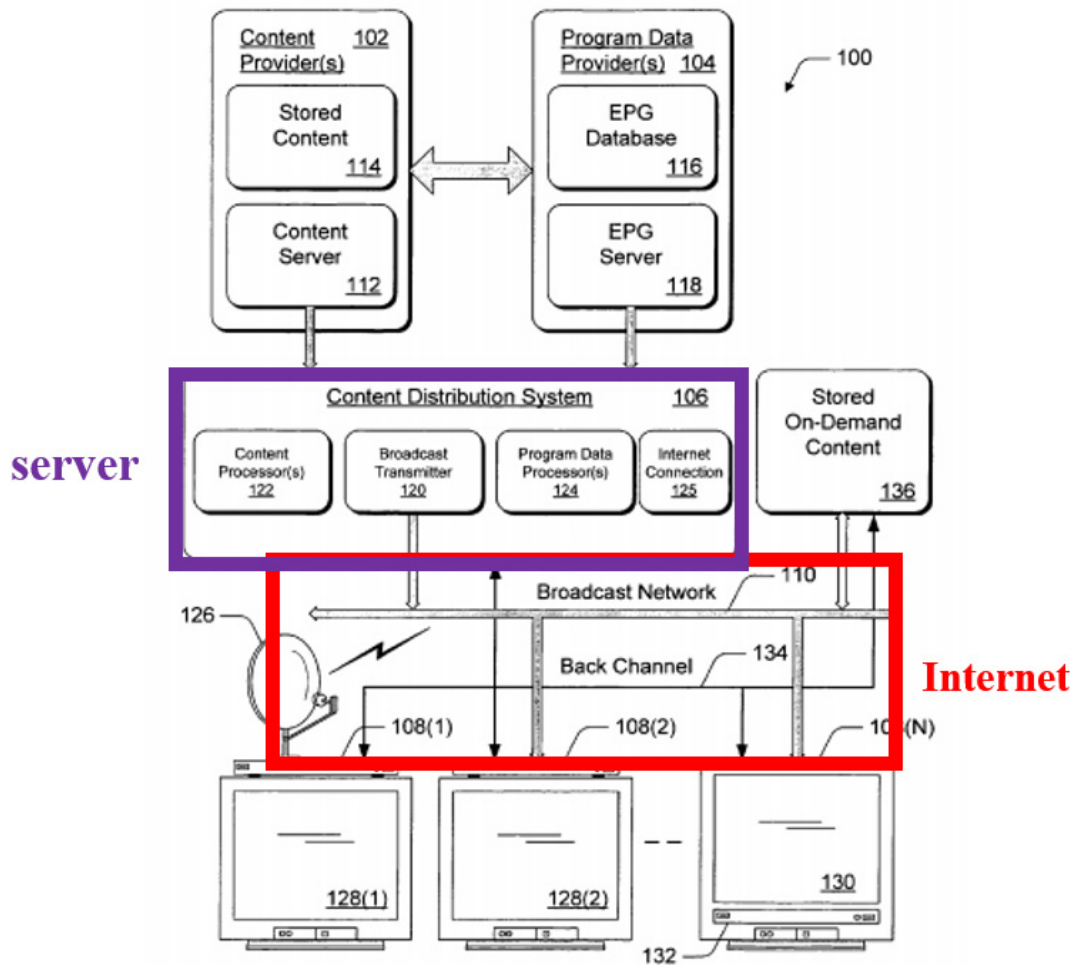 Content 102
Provider(s)
Program Data
Provider(s) 104
100
Stored
Content
114
EPG
Database
116
Content
Server
112
EPG
Server
118
Content Distribution System 106
server
Content
Processor(s)
122
Broadcast
Transmitter
120
Program Data
Processor(s)
124
Internet
Connection
125
Stored
On-Demand
Content
136
110
Broadcast Network
126
134
Back Channel
Internet
108(1)
108(2)
(N)
128(1)
128(2)
130
132